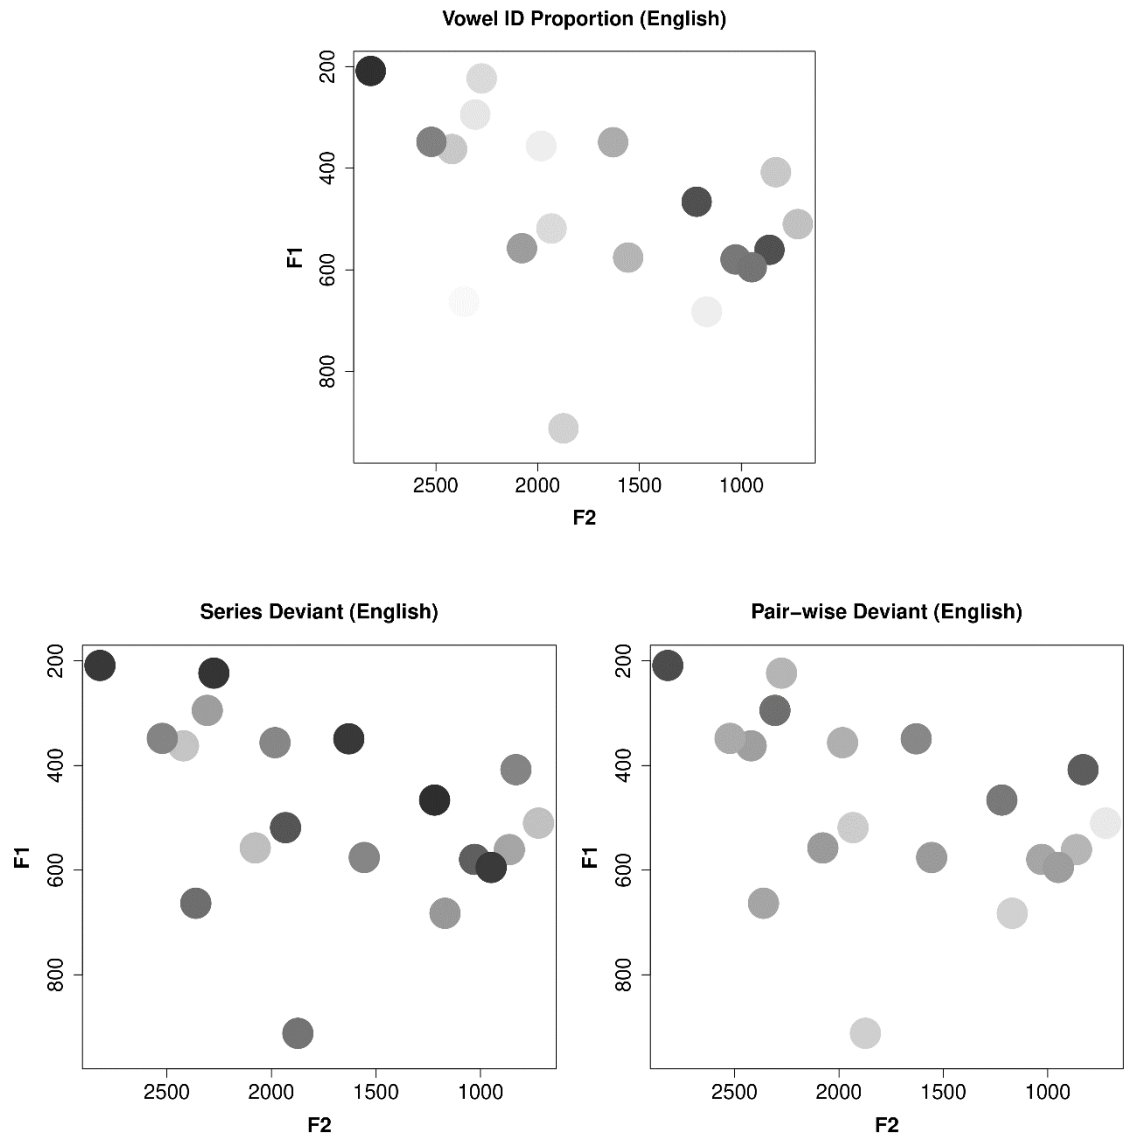 Vowel ID Proportion (English)
200
400
600
800
F1
2500 2000 1500 1000
F2
Series Deviant (English)
200
400
600
800
F1
2500 2000 1500 1000
F2
Pair−wise Deviant (English)
200
400
600
800
F1
2500 2000 1500 1000
F2